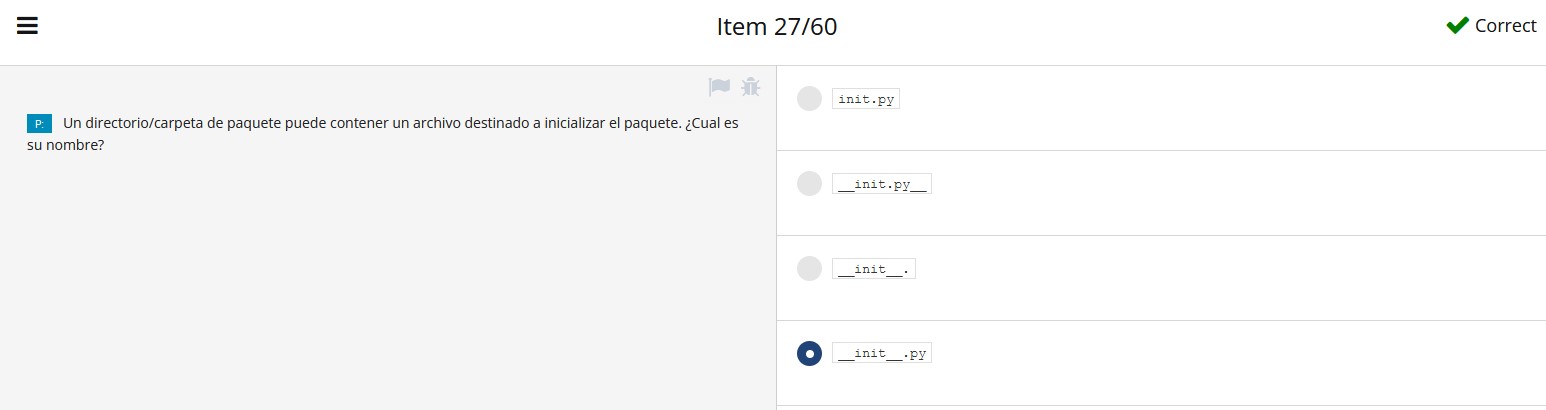 Item 27/60
Correct
P: Un directorio/carpeta de paquete puede contener un archivo destinado a inicializar el paquete. ¿Cual es
su nombre?
init.py
__init.py__
__init__.
__init__.py